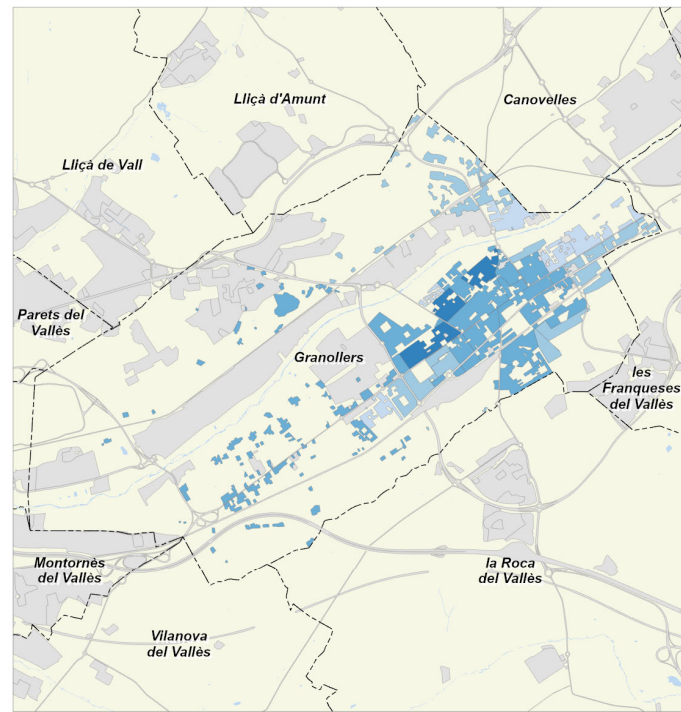 Lliçà d'Amunt
Canovelles
Lliçà de Vall
Parets del
Vallès
Granollers
les
Franqueses
del Vallès
Montornès
del Vallès
la Roca
del Vallès
Vilanova
del Vallès